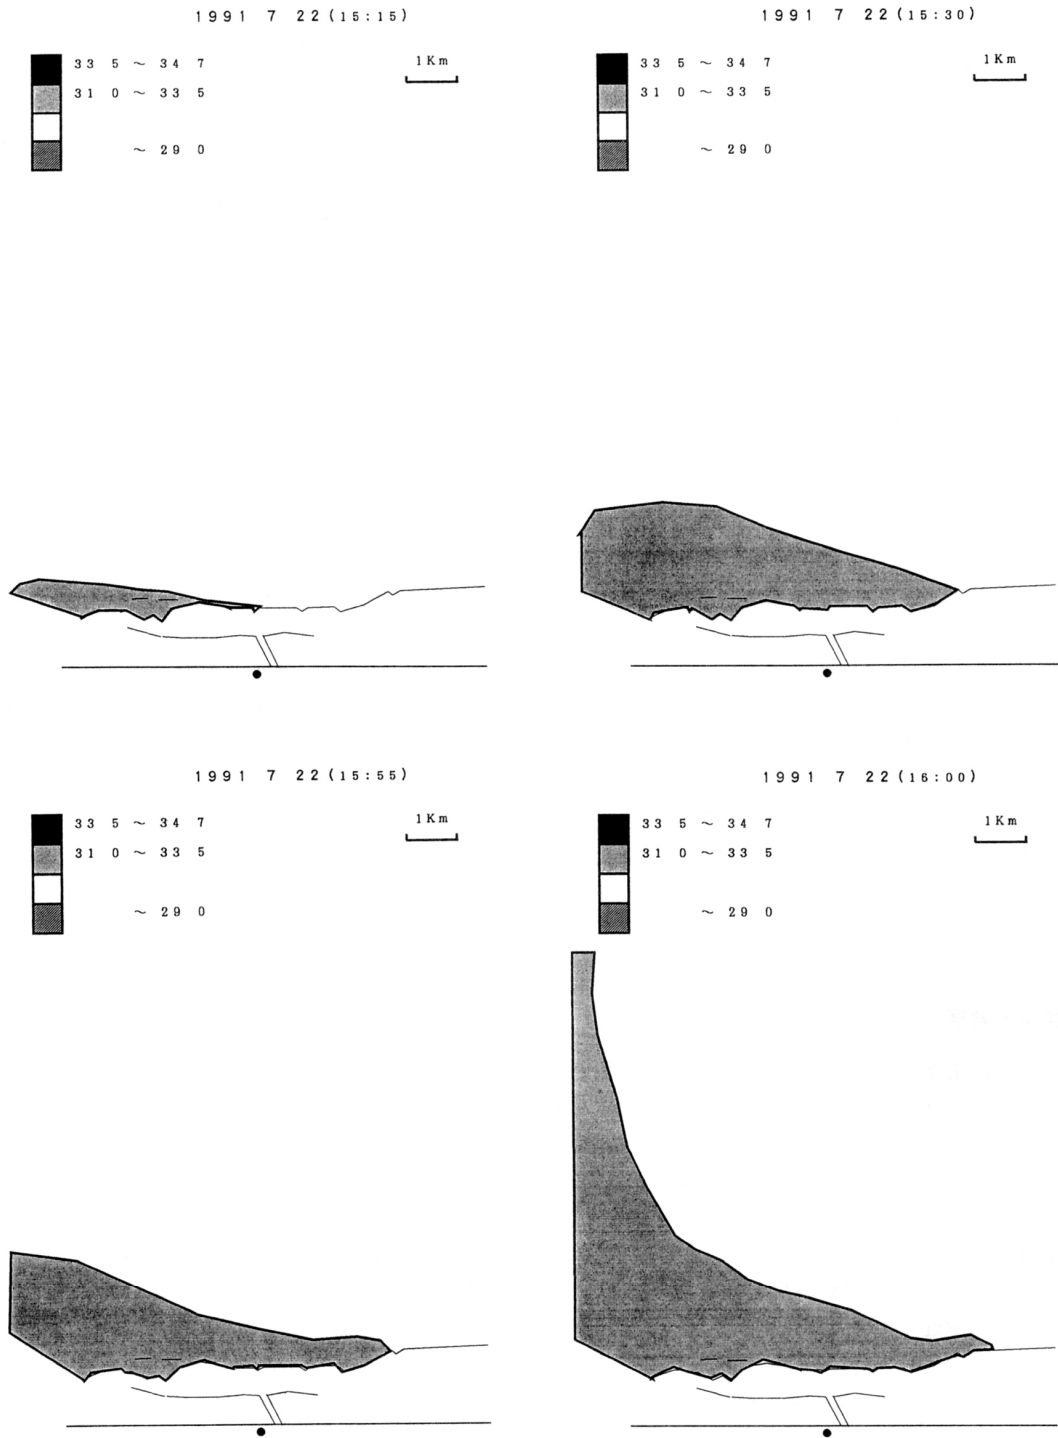 1991 7 22(15:15)
1Km
33 5 ～ 34 7
31 0 ～ 33 5
～ 29 0
1991 7 22(15:30)
1Km
33 5 ～ 34 7
31 0 ～ 33 5
～ 29 0
1991 7 22(15:55)
1Km
33 5 ～ 34 7
31 0 ～ 33 5
～ 29 0
1991 7 22(16:00)
1Km
33 5 ～ 34 7
31 0 ～ 33 5
～ 29 0